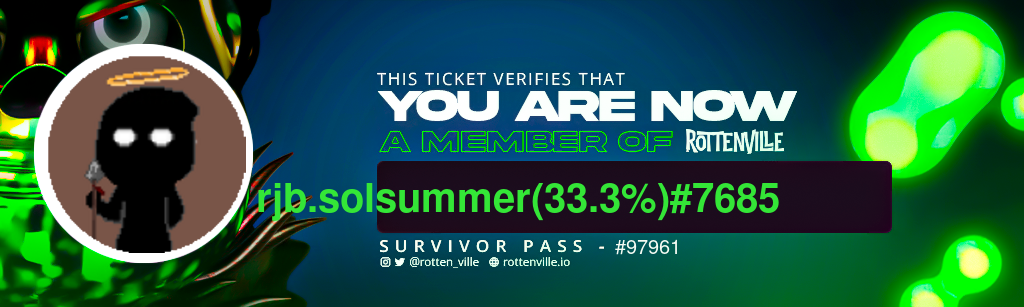 THIS TICKET VERIFIES THAT
YOU ARE NOW
A MEMBER OF ROTTENVILLE
rjb.solsummer(33.3%)#7685
SURVIVOR PASS - #97961
@rotten_ville rottenville.io